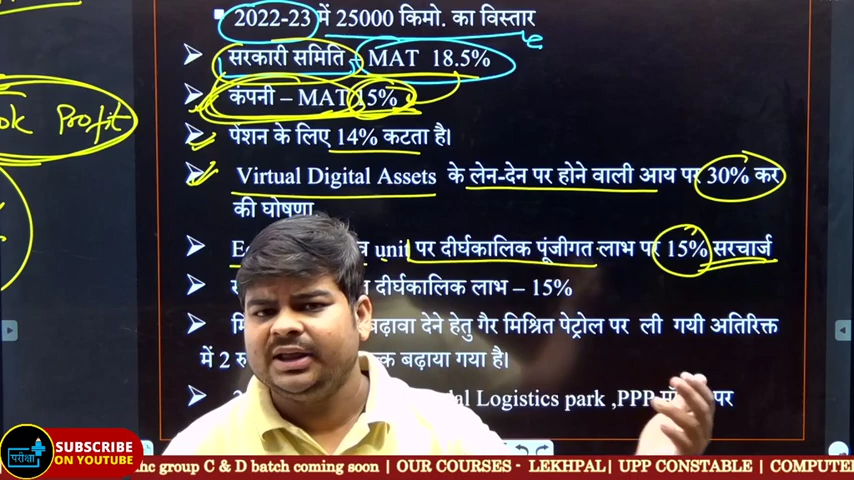 2022-23 में 25000 किमो. का विस्तार
सरकारी समिति – MAT 18.5%
कंपनी – MAT 15%
ok Profit
पेंशन के लिए 14% कटता है।
Virtual Digital Assets के लेन-देन पर होने वाली आय पर 30% कर
की घोषणा
unit पर दीर्घकालिक पूंजीगत लाभ पर 15% सरचार्ज
दीर्घकालिक लाभ – 15%
बढ़ावा देने हेतु गैर मिश्रित पेट्रोल पर ली गयी अतिरिक्त
में 2 बढ़ाया गया है।
Logistics park ,PPP पर
परीक्षा
SUBSCRIBE
ON YOUTUBE
group C & D batch coming soon | OUR COURSES - LEKHPAL| UPP CONSTABLE | COMPUTE